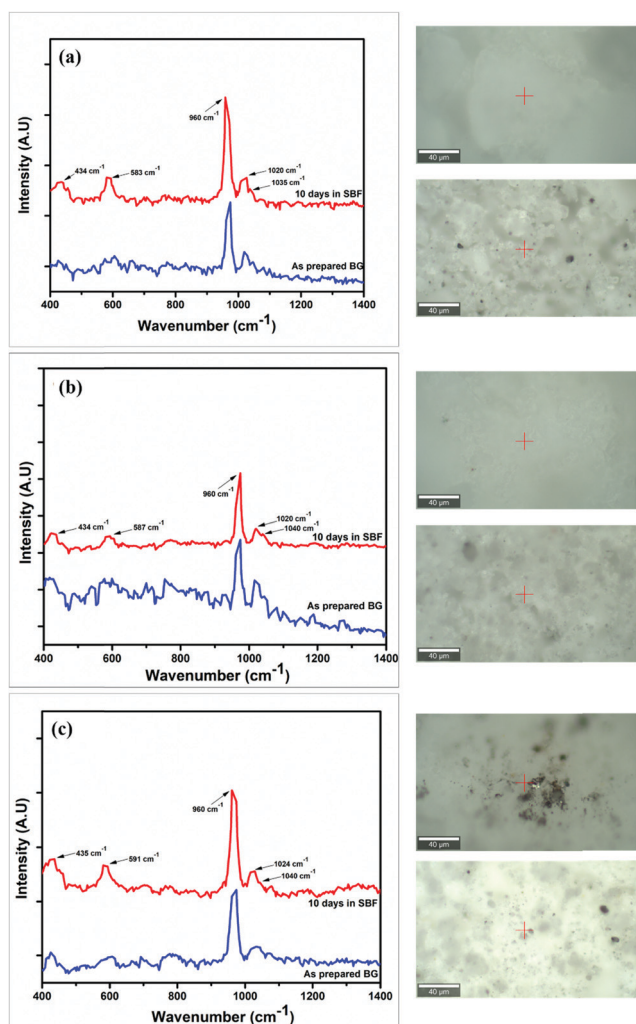 (a)
Intensity (A.U)
960 cm-1
434 cm-1
583 cm-1
1020 cm-1
1035 cm-1
10 days in SBF
As prepared BG
400 600 800 1000 1200 1400
Wavenumber (cm-1)
40 µm
40 µm
(b)
Intensity (A.U)
960 cm-1
434 cm-1
587 cm-1
1020 cm-1
1040 cm-1
10 days in SBF
As prepared BG
400 600 800 1000 1200 1400
Wavenumber (cm-1)
40 µm
40 µm
(c)
Intensity (A.U)
960 cm-1
435 cm-1
591 cm-1
1024 cm-1
1040 cm-1
10 days in SBF
As prepared BG
400 600 800 1000 1200 1400
Wavenumber (cm-1)
40 µm
40 µm